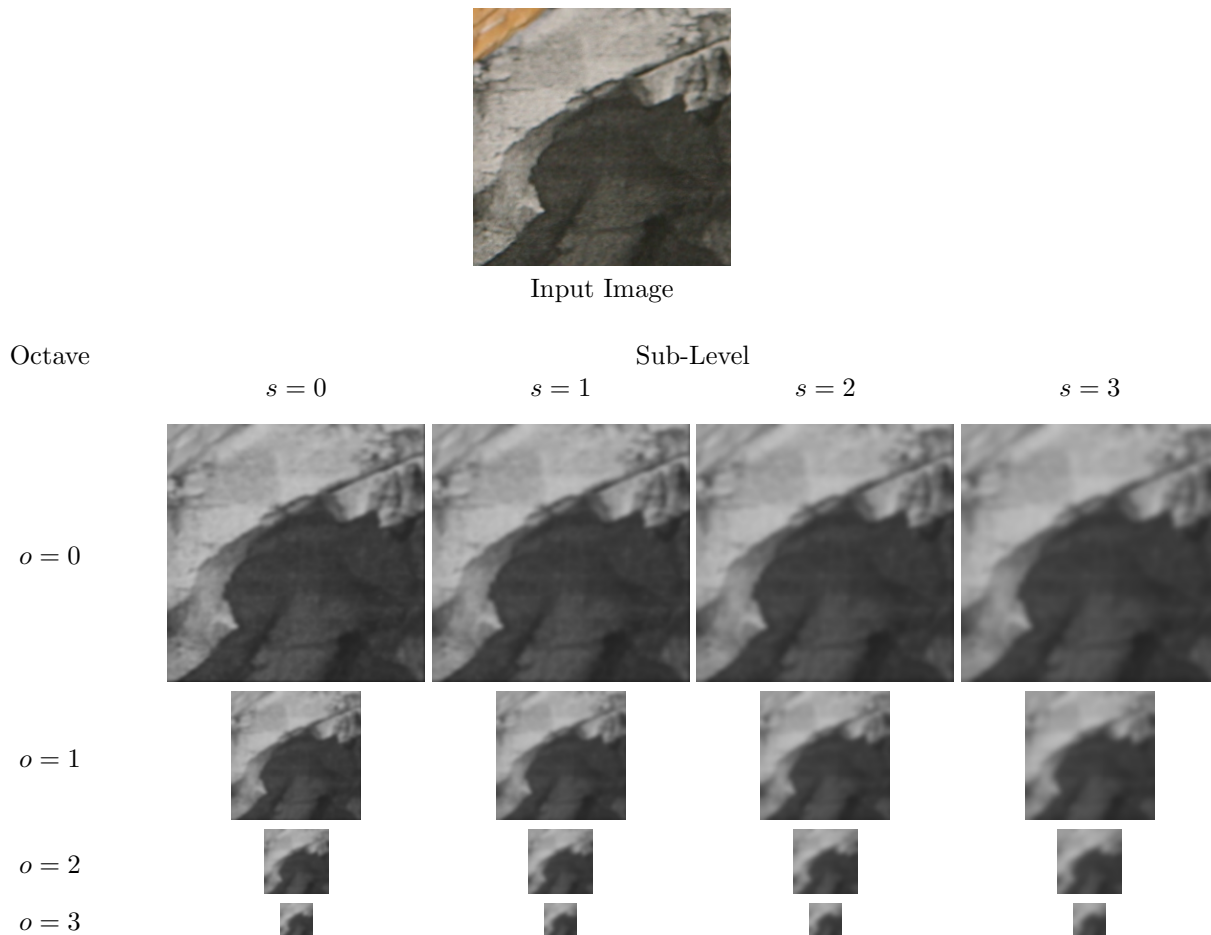 Input Image
Octave
Sub-Level
s = 0
s = 1
s = 2
s = 3
o = 0
o = 1
o = 2
o = 3